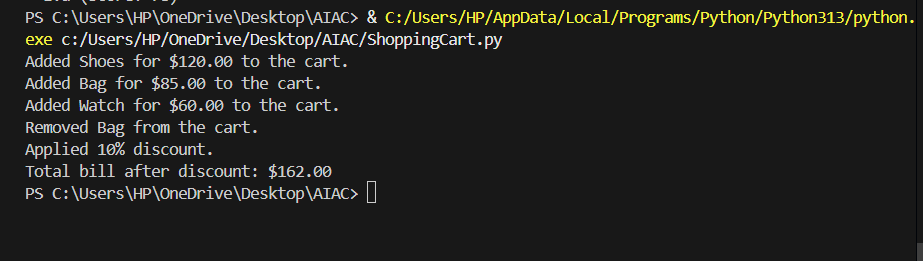 PS C:\Users\HP\OneDrive\Desktop\AIAC> & C:/Users/HP/AppData/Local/Programs/Python/Python313/python.
exe c:/Users/HP/OneDrive/Desktop/AIAC/ShoppingCart.py
Added Shoes for $120.00 to the cart.
Added Bag for $85.00 to the cart.
Added Watch for $60.00 to the cart.
Removed Bag from the cart.
Applied 10% discount.
Total bill after discount: $162.00
PS C:\Users\HP\OneDrive\Desktop\AIAC>